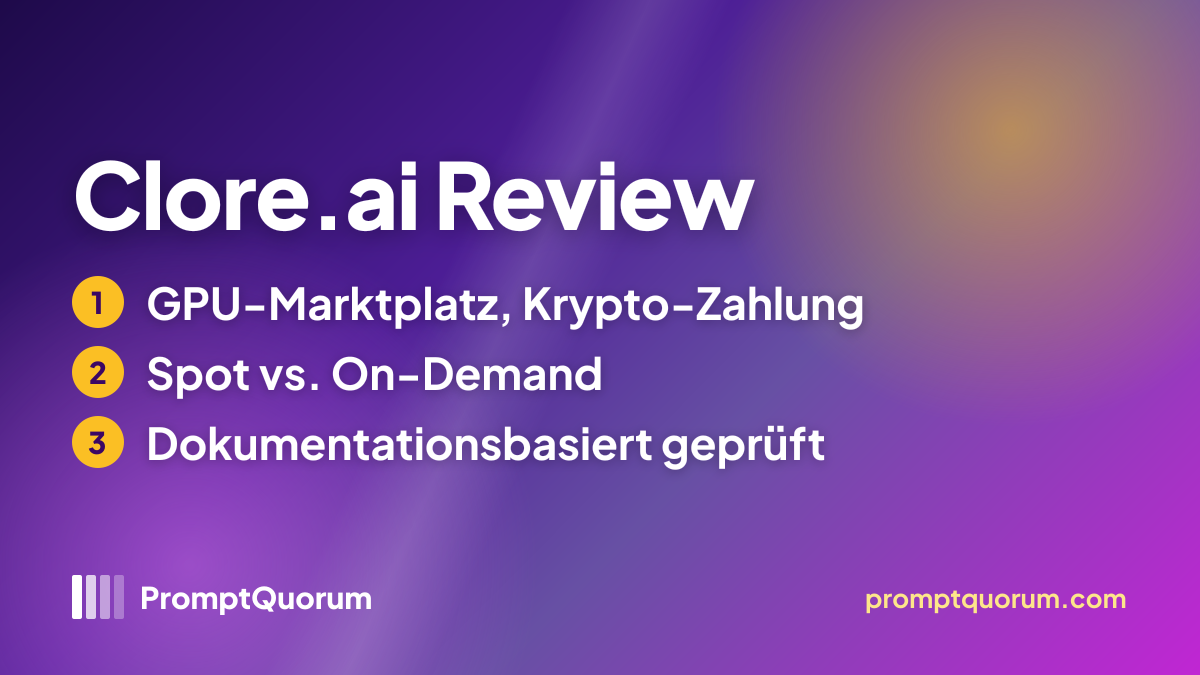 Clore.ai Review
1 GPU-Marktplatz, Krypto-Zahlung
2 Spot vs. On-Demand
3 Dokumentationsbasiert geprüft
PromptQuorum
promptquorum.com